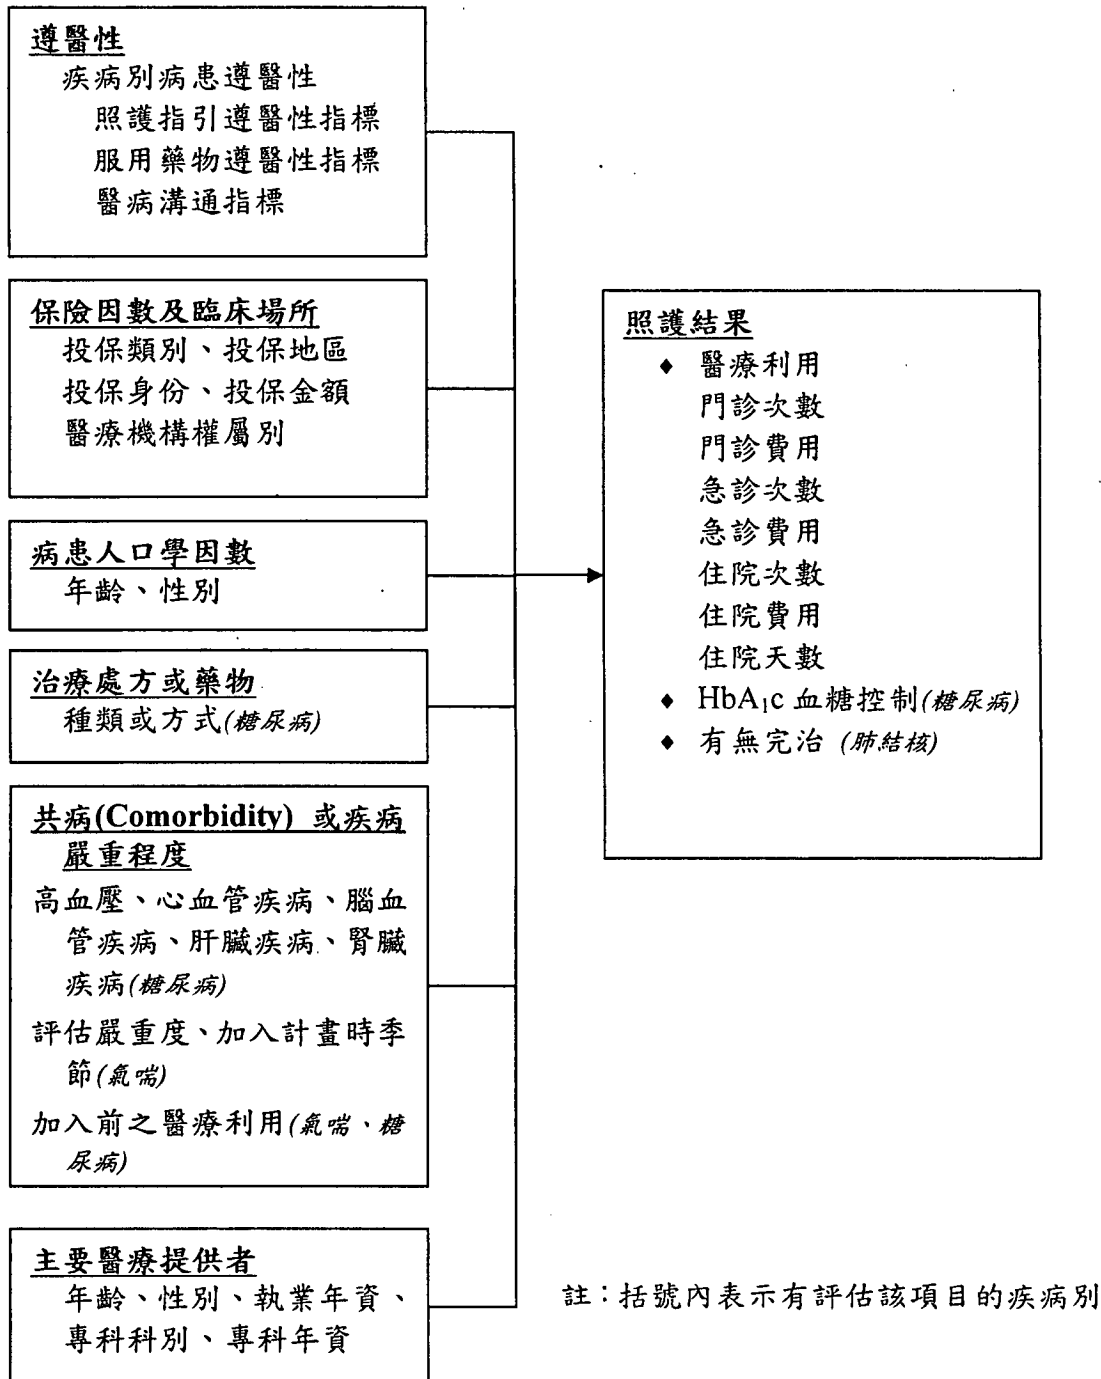 遵醫性
疾病別病患遵醫性
照護指引遵醫性指標
服用藥物遵醫性指標
醫病溝通指標
保險因數及臨床場所
投保類別、投保地區
投保身份、投保金額
醫療機構權屬別
病患人口學因數
年齡、性別
治療處方或藥物
種類或方式(糖尿病)
共病(Comorbidity) 或疾病
嚴重程度
高血壓、心血管疾病、腦血
管疾病、肝臟疾病、腎臟
疾病(糖尿病)
評估嚴重度、加入計畫時季
節(氣喘)
加入前之醫療利用(氣喘、糖
尿病)
主要醫療提供者
年齡、性別、執業年資、
專科科別、專科年資
照護結果
♦ 醫療利用
門診次數
門診費用
急診次數
急診費用
住院次數
住院費用
住院天數
♦ HbA₁c 血糖控制(糖尿病)
♦ 有無完治 (肺結核)
註：括號內表示有評估該項目的疾病別